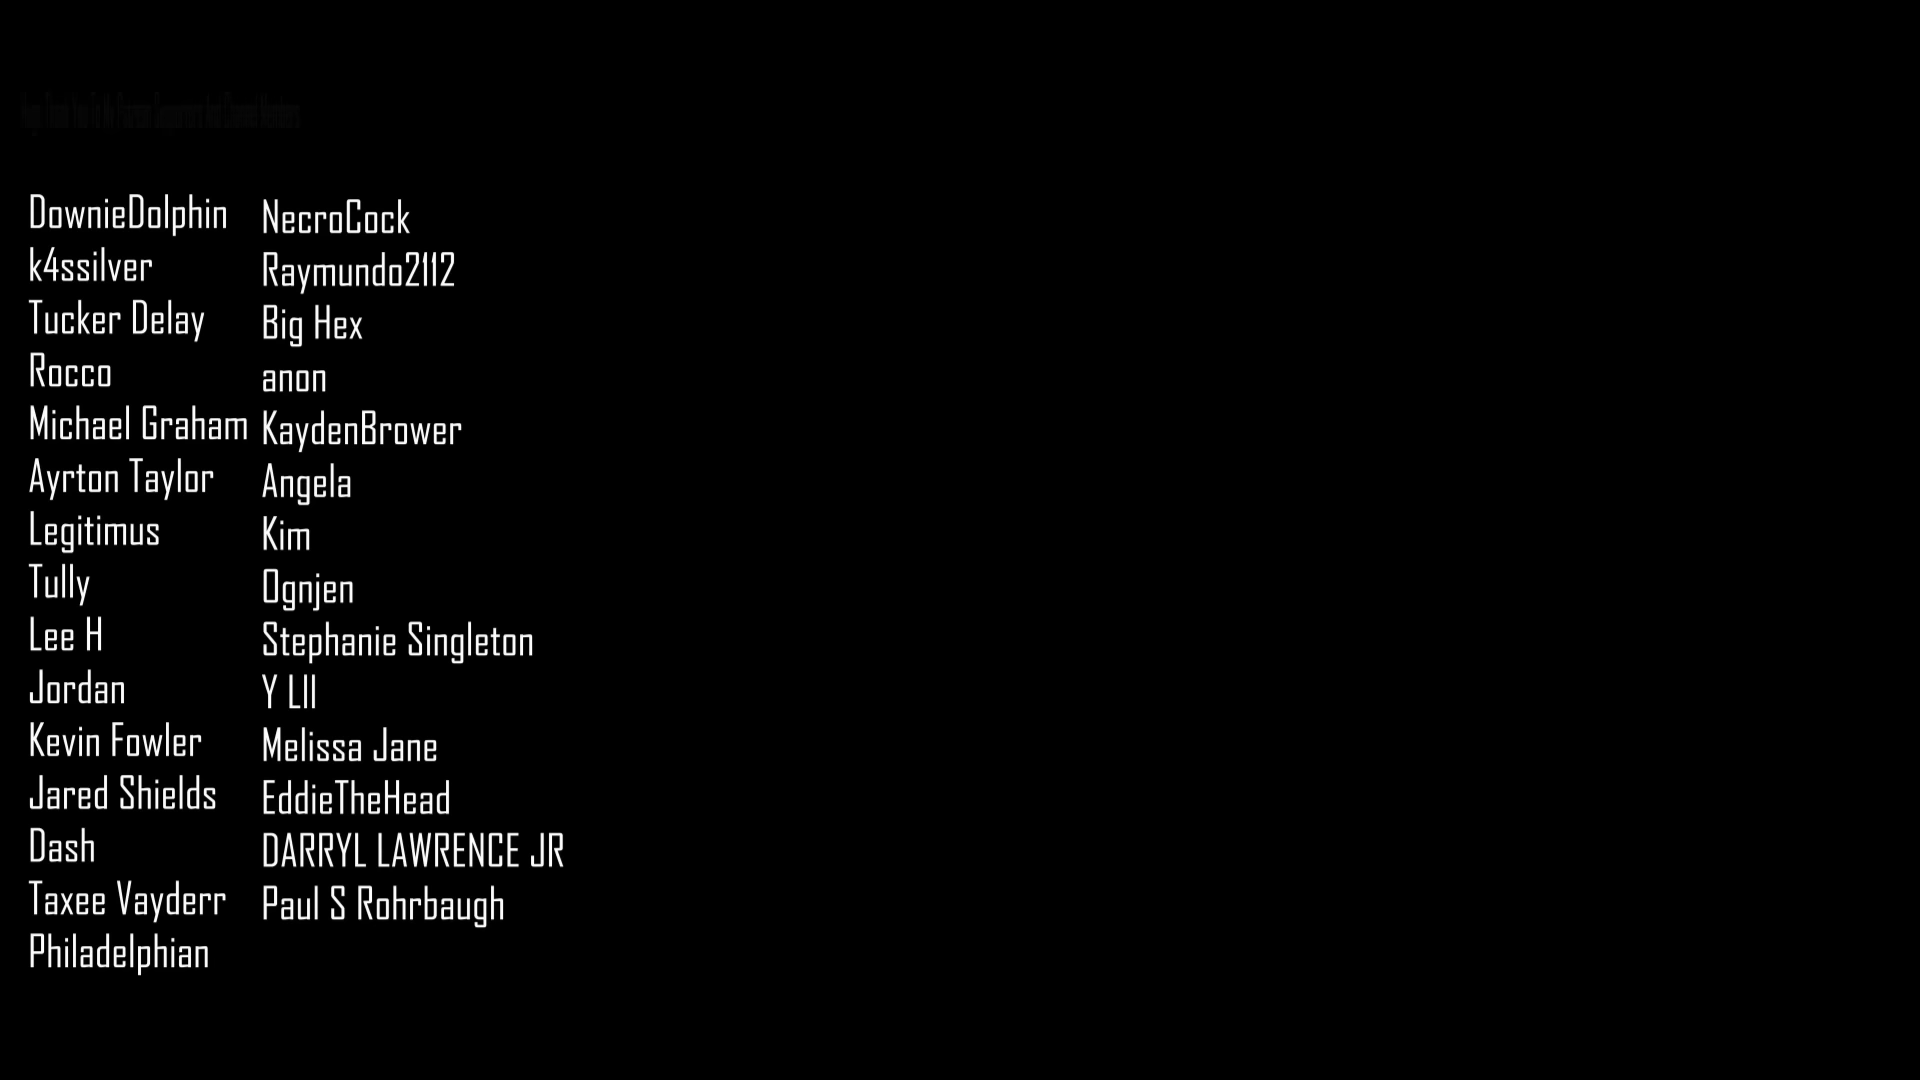 DownieDolphin
k4ssilver
Tucker Delay
Rocco
Michael Graham
Ayrton Taylor
Legitimus
Tully
Lee H
Jordan
Kevin Fowler
Jared Shields
Dash
Taxee Vayderr
Philadelphian
NecroCock
Raymundo2112
Big Hex
anon
KaydenBrower
Angela
Kim
Ognjen
Stephanie Singleton
Y LII
Melissa Jane
EddieTheHead
DARRYL LAWRENCE JR
Paul S Rohrbaugh